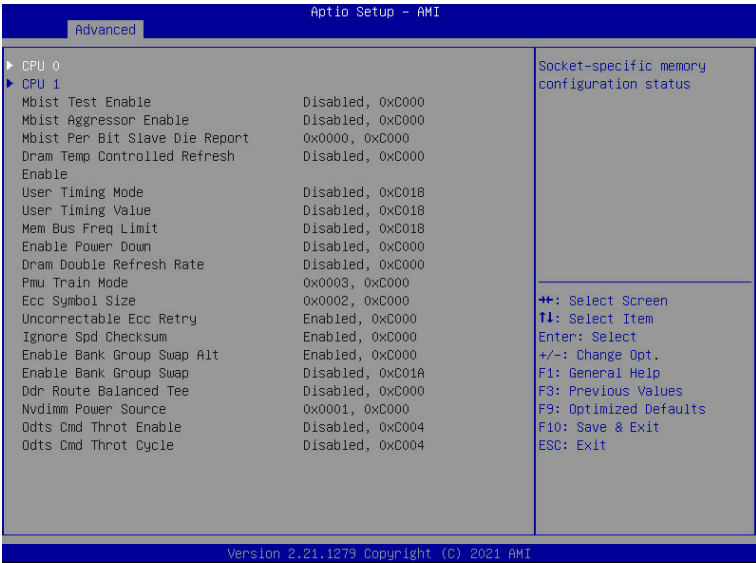 Aptio Setup – AMI
Advanced
CPU 0
CPU 1
Mbist Test Enable Disabled, 0xC000
Mbist Aggressor Enable Disabled, 0xC000
Mbist Per Bit Slave Die Report 0x0000, 0xC000
Dram Temp Controlled Refresh Disabled, 0xC000
Enable
User Timing Mode Disabled, 0xC018
User Timing Value Disabled, 0xC018
Mem Bus Freq Limit Disabled, 0xC018
Enable Power Down Disabled, 0xC000
Dram Double Refresh Rate Disabled, 0xC000
Pmu Train Mode 0x0003, 0xC000
Ecc Symbol Size 0x0002, 0xC000
Uncorrectable Ecc Retry Enabled, 0xC000
Ignore Spd Checksum Enabled, 0xC000
Enable Bank Group Swap Alt Enabled, 0xC000
Enable Bank Group Swap Disabled, 0xC01A
Ddr Route Balanced Tee Disabled, 0xC000
Nvdimm Power Source 0x0001, 0xC000
Odts Cmd Throt Enable Disabled, 0xC004
Odts Cmd Throt Cycle Disabled, 0xC004
Socket-specific memory
configuration status
→←: Select Screen
↑↓: Select Item
Enter: Select
+/-: Change Opt.
F1: General Help
F3: Previous Values
F9: Optimized Defaults
F10: Save & Exit
ESC: Exit
Version 2.21.1279 Copyright (C) 2021 AMI